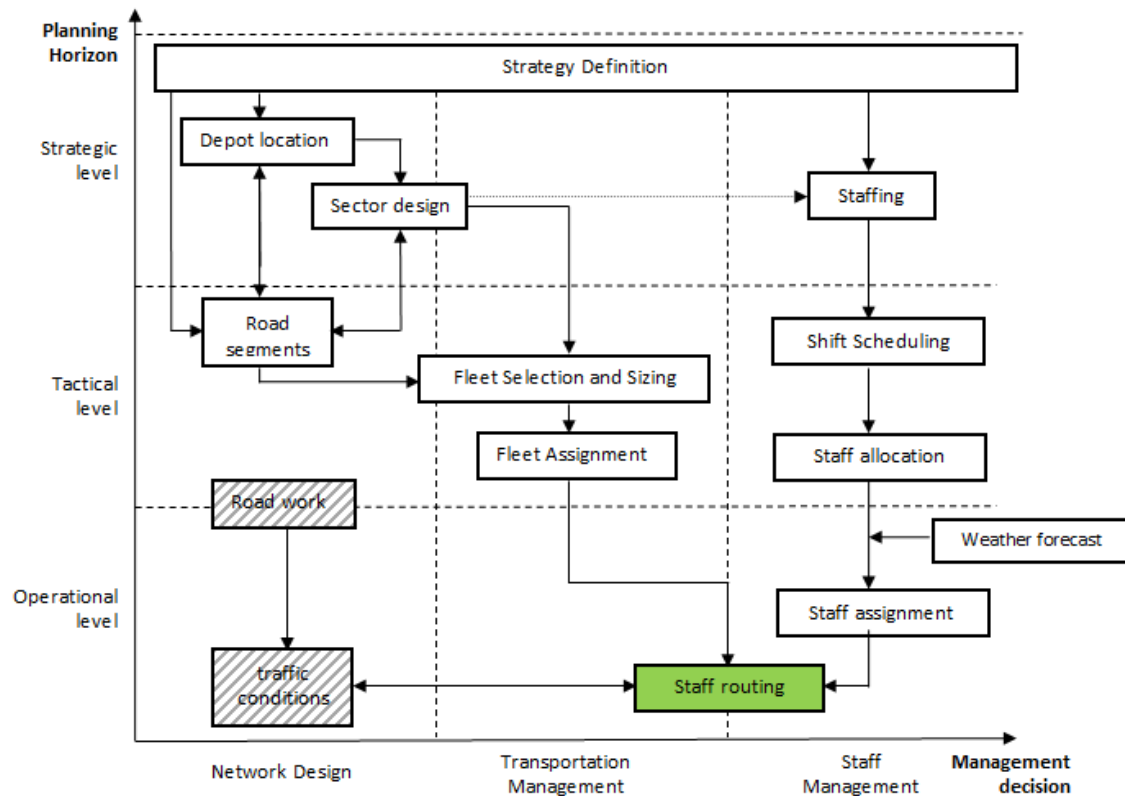 Planning
Horizon
Strategy Definition
Depot location
Strategic
level
Sector design
Staffing
Road
segments
Shift Scheduling
Fleet Selection and Sizing
Tactical
level
Fleet Assignment
Staff allocation
Road work
Weather forecast
Operational
level
Staff assignment
traffic
conditions
Staff routing
Network Design
Transportation
Management
Staff
Management
Management
decision